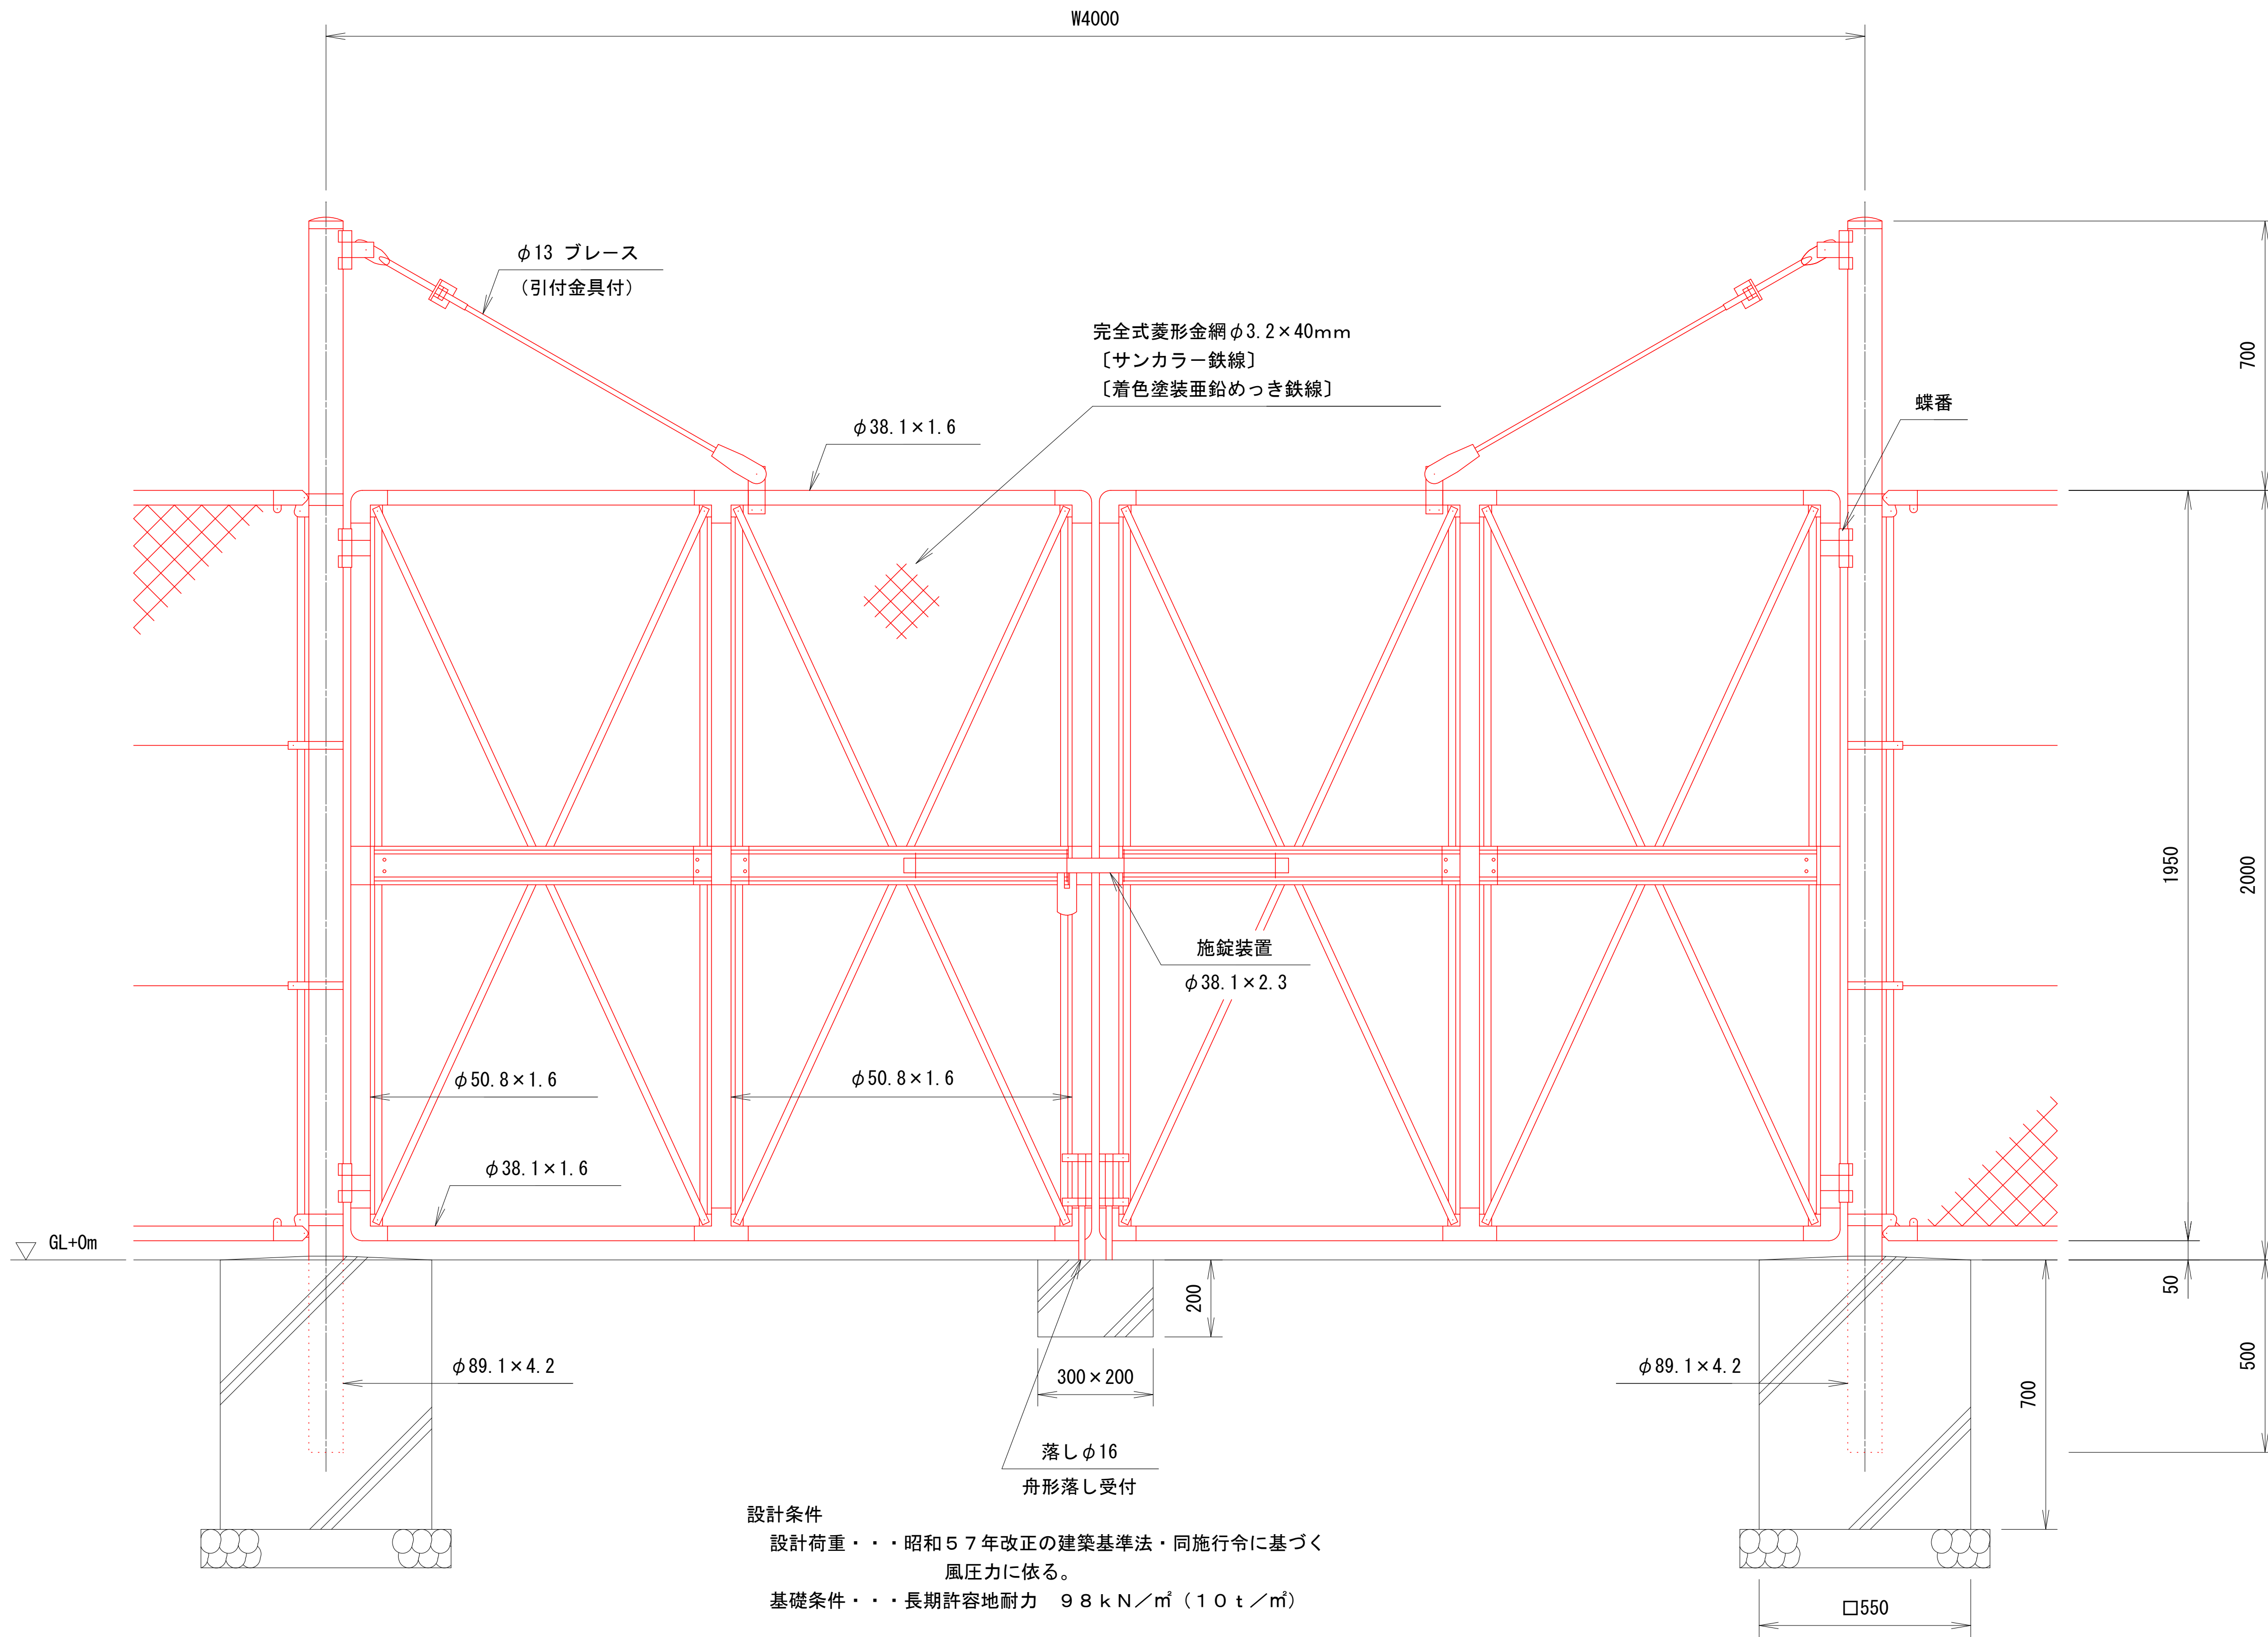 W4000
φ13 ブレース
（引付金具付）
完全式菱形金網φ3.2×40mm
〔サンカラー鉄線〕
〔着色塗装亜鉛めっき鉄線〕
φ38.1×1.6
蝶番
700
1950
2000
施錠装置
φ38.1×2.3
φ50.8×1.6
φ50.8×1.6
φ38.1×1.6
GL+0m
50
200
φ89.1×4.2
300×200
φ89.1×4.2
700
500
落しφ16
舟形落し受付
設計条件
設計荷重・・・昭和５７年改正の建築基準法・同施行令に基づく
風圧力に依る。
基礎条件・・・長期許容地耐力　９８ｋＮ／㎡（１０ｔ／㎡）
□550